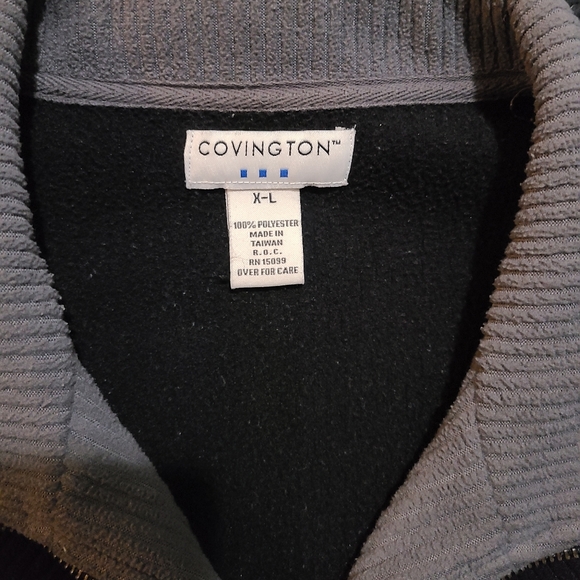 COVINGTON™
X-L
100% POLYESTER
MADE IN
TAIWAN
R.O.C.
RN 15099
OVER FOR CARE